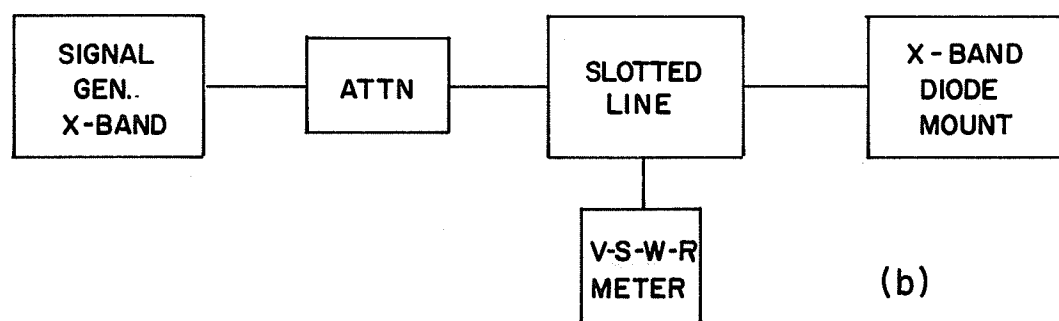 SIGNAL
GEN.
X-BAND
ATTN
SLOTTED
LINE
X-BAND
DIODE
MOUNT
V-S-W-R
METER
(b)